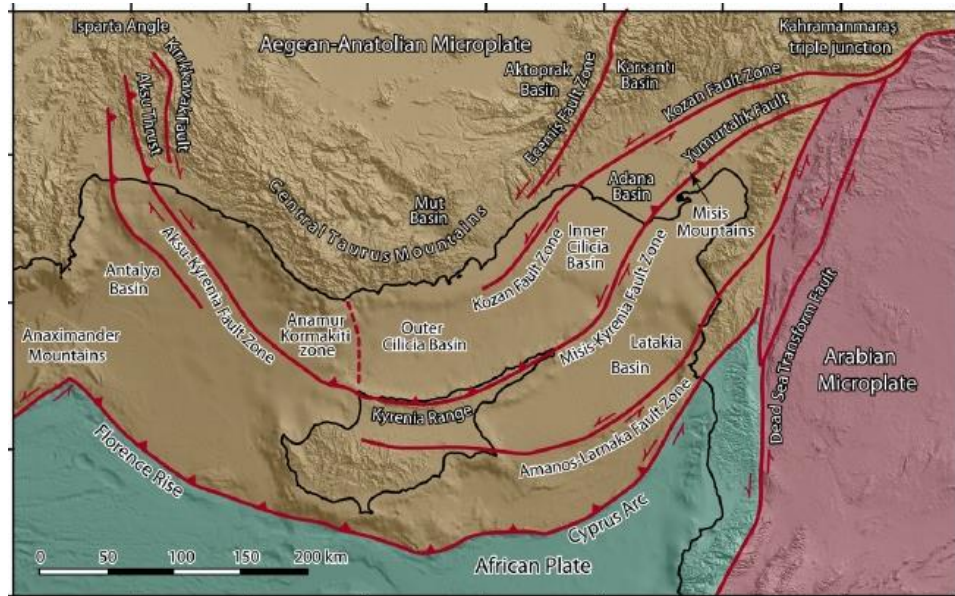 Isparta Angle
Kırıkkavak Fault
Aksu Thrust
Aegean-Anatolian Microplate
Aktoprak
Basin
Ecemiş Fault Zone
Karsantı
Basin
Kahramanmaraş
triple junction
Kozan Fault Zone
Yumurtalık Fault
Adana
Basin
Misis
Mountains
Mut
Basin
Central Taurus Mountains
Inner
Cilicia
Basin
Kozan Fault Zone
Antalya
Basin
Aksu-Kyrenia Fault Zone
Anamur
Kormakiti
zone
Outer
Cilicia Basin
Misis-Kyrenia Fault Zone
Latakia
Basin
Anaximander
Mountains
Kyrenia Range
Amanos-Larnaka Fault Zone
Dead Sea Transform Fault
Arabian
Microplate
Florence Rise
Cyprus Arc
African Plate
0 50 100 150 200 km